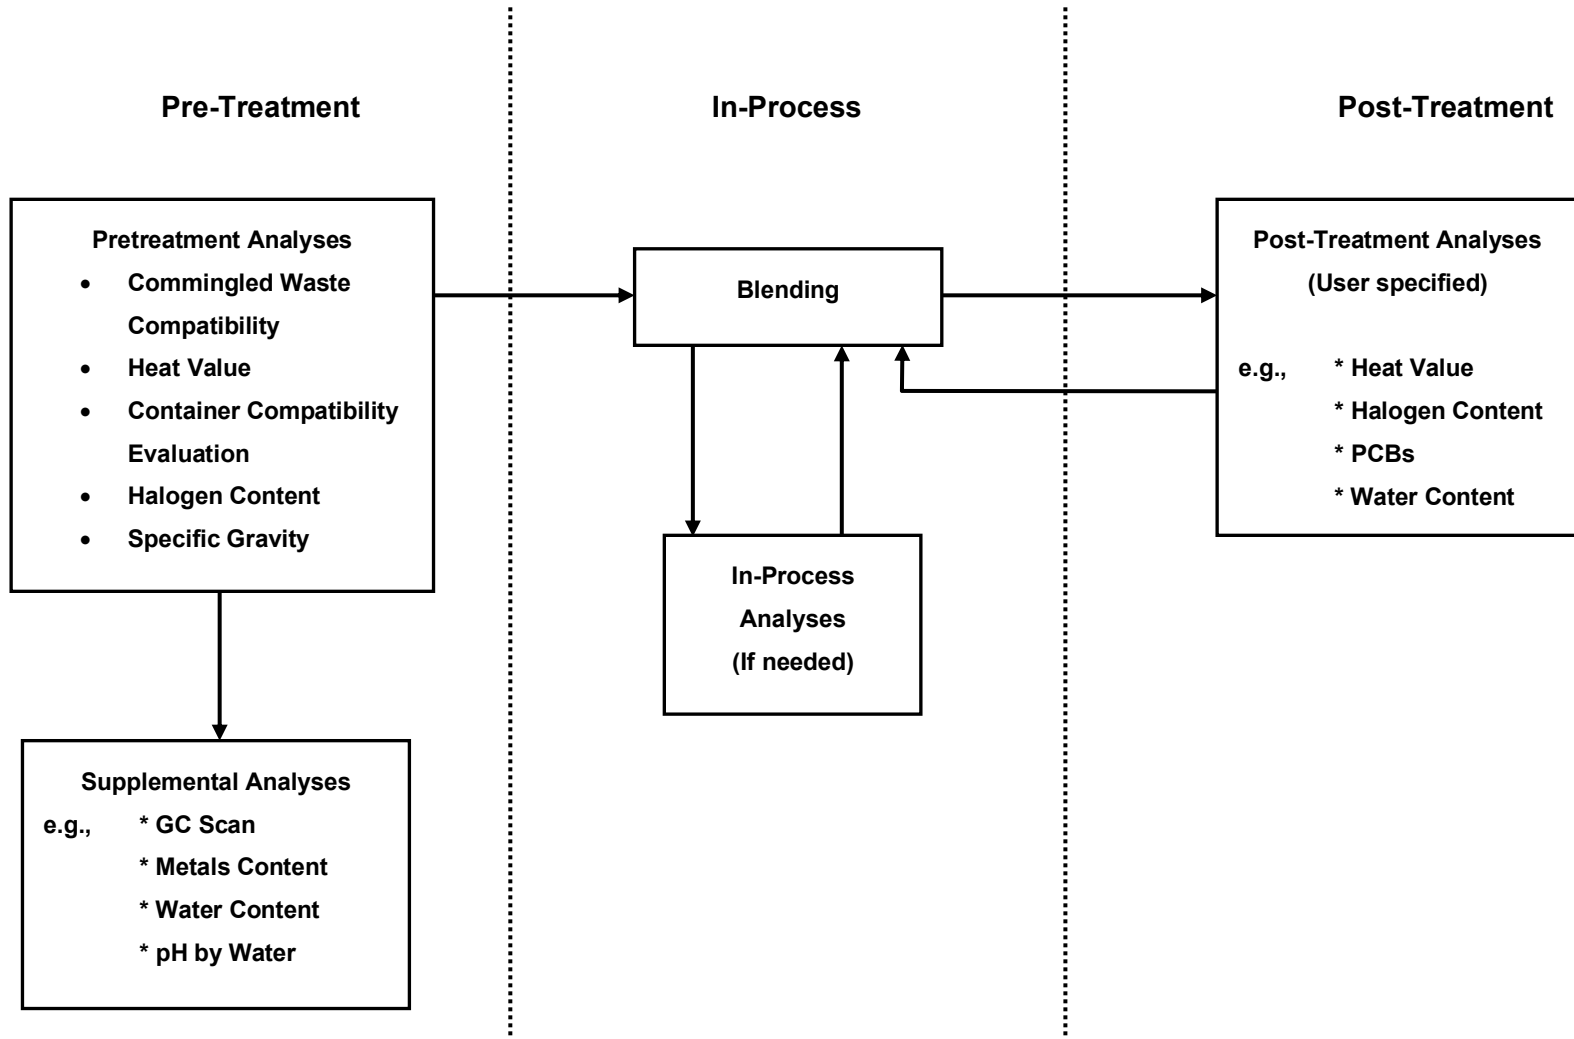 Pre-Treatment
In-Process
Post-Treatment
Pretreatment Analyses
• Commingled Waste
Compatibility
• Heat Value
• Container Compatibility
Evaluation
• Halogen Content
• Specific Gravity
Supplemental Analyses
e.g., * GC Scan
* Metals Content
* Water Content
* pH by Water
Blending
In-Process
Analyses
(If needed)
Post-Treatment Analyses
(User specified)
e.g., * Heat Value
* Halogen Content
* PCBs
* Water Content